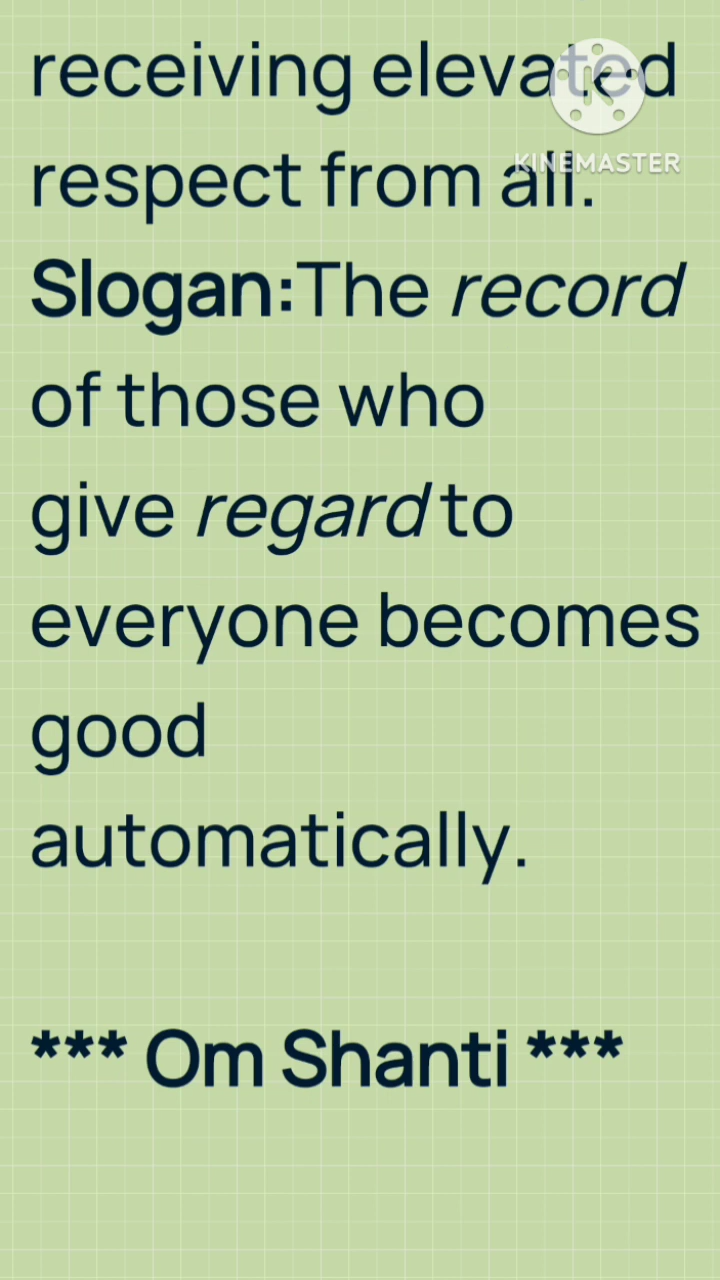 receiving elevated
KINEMASTER
respect from all.
Slogan:The record
of those who
give regard to
everyone becomes
good
automatically.
*** Om Shanti ***